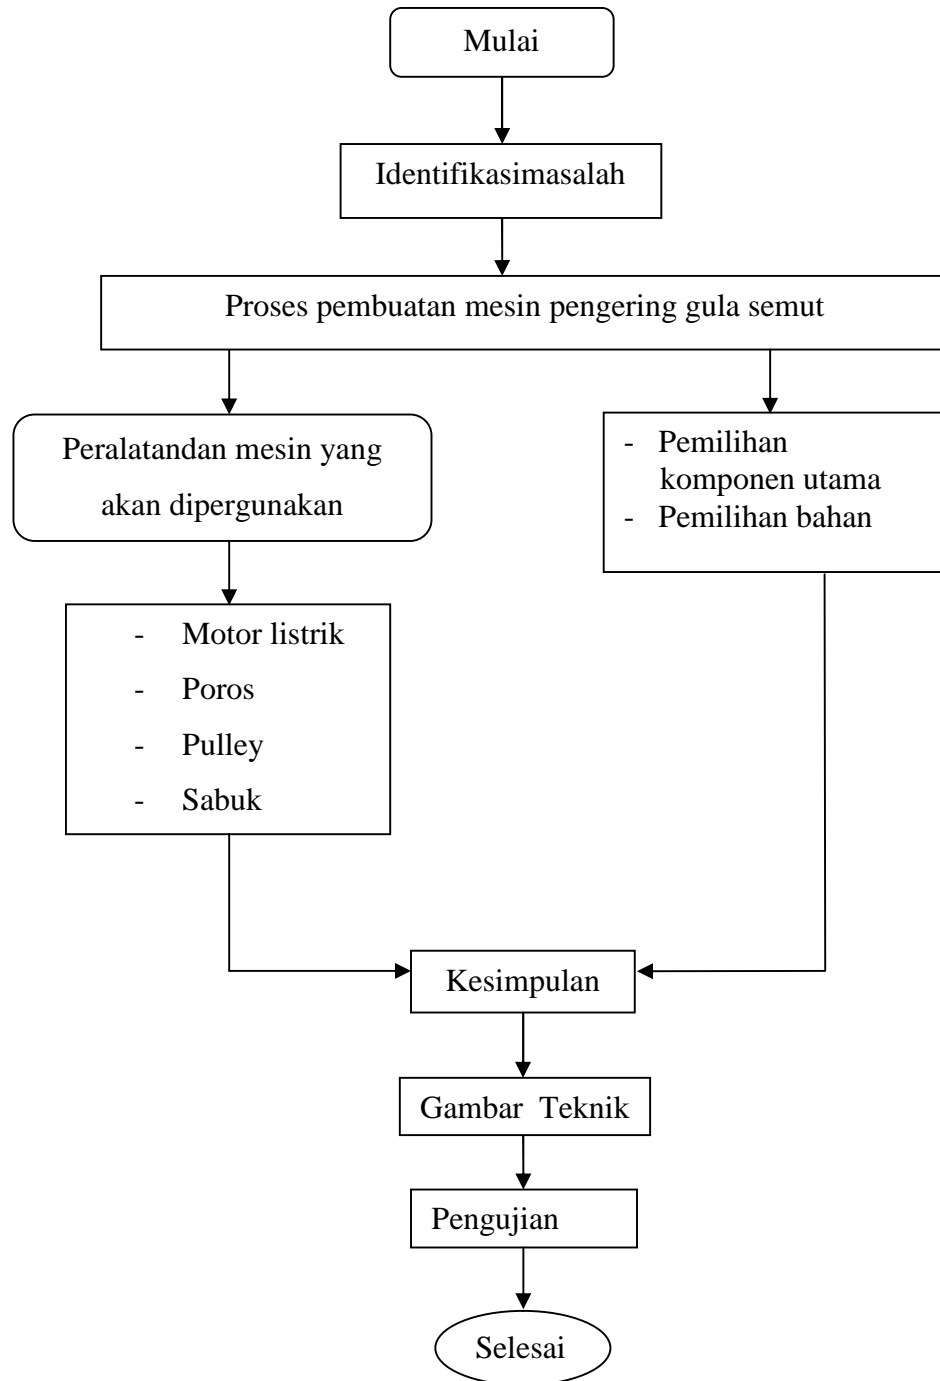 Mulai
Identifikasimasalah
Proses pembuatan mesin pengering gula semut
Peralatandan mesin yang
akan dipergunakan
- Pemilihan
komponen utama
- Pemilihan bahan
- Motor listrik
- Poros
- Pulley
- Sabuk
Kesimpulan
Gambar Teknik
Pengujian
Selesai